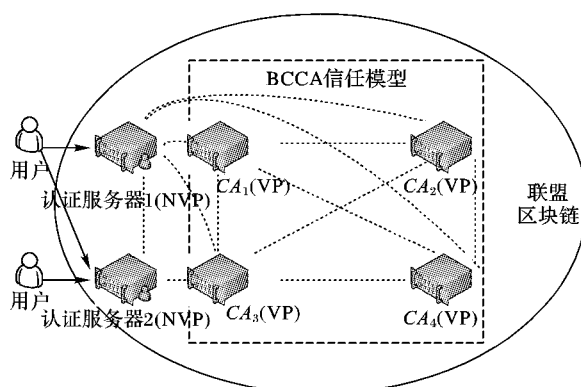 BCCA信任模型
用户
认证服务器1(NVP)
CA₁(VP)
CA₂(VP)
联盟
区块链
用户
认证服务器2(NVP)
CA₃(VP)
CA₄(VP)